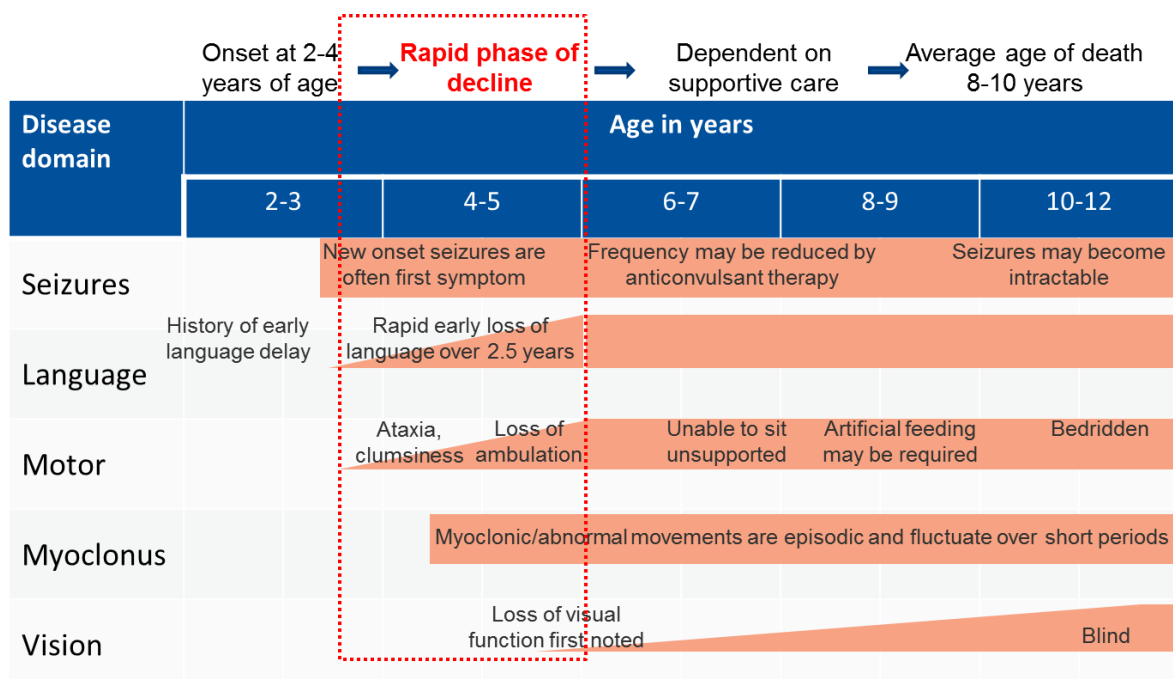 Onset at 2-4
years of age
Rapid phase of
decline
Dependent on
supportive care
Average age of death
8-10 years
Disease
domain
Age in years
2-3
4-5
6-7
8-9
10-12
Seizures
New onset seizures are
often first symptom
Frequency may be reduced by
anticonvulsant therapy
Seizures may become
intractable
Language
History of early
language delay
Rapid early loss of
language over 2.5 years
Motor
Ataxia,
clumsiness
Loss of
ambulation
Unable to sit
unsupported
Artificial feeding
may be required
Bedridden
Myoclonus
Myoclonic/abnormal movements are episodic and fluctuate over short periods
Vision
Loss of visual
function first noted
Blind